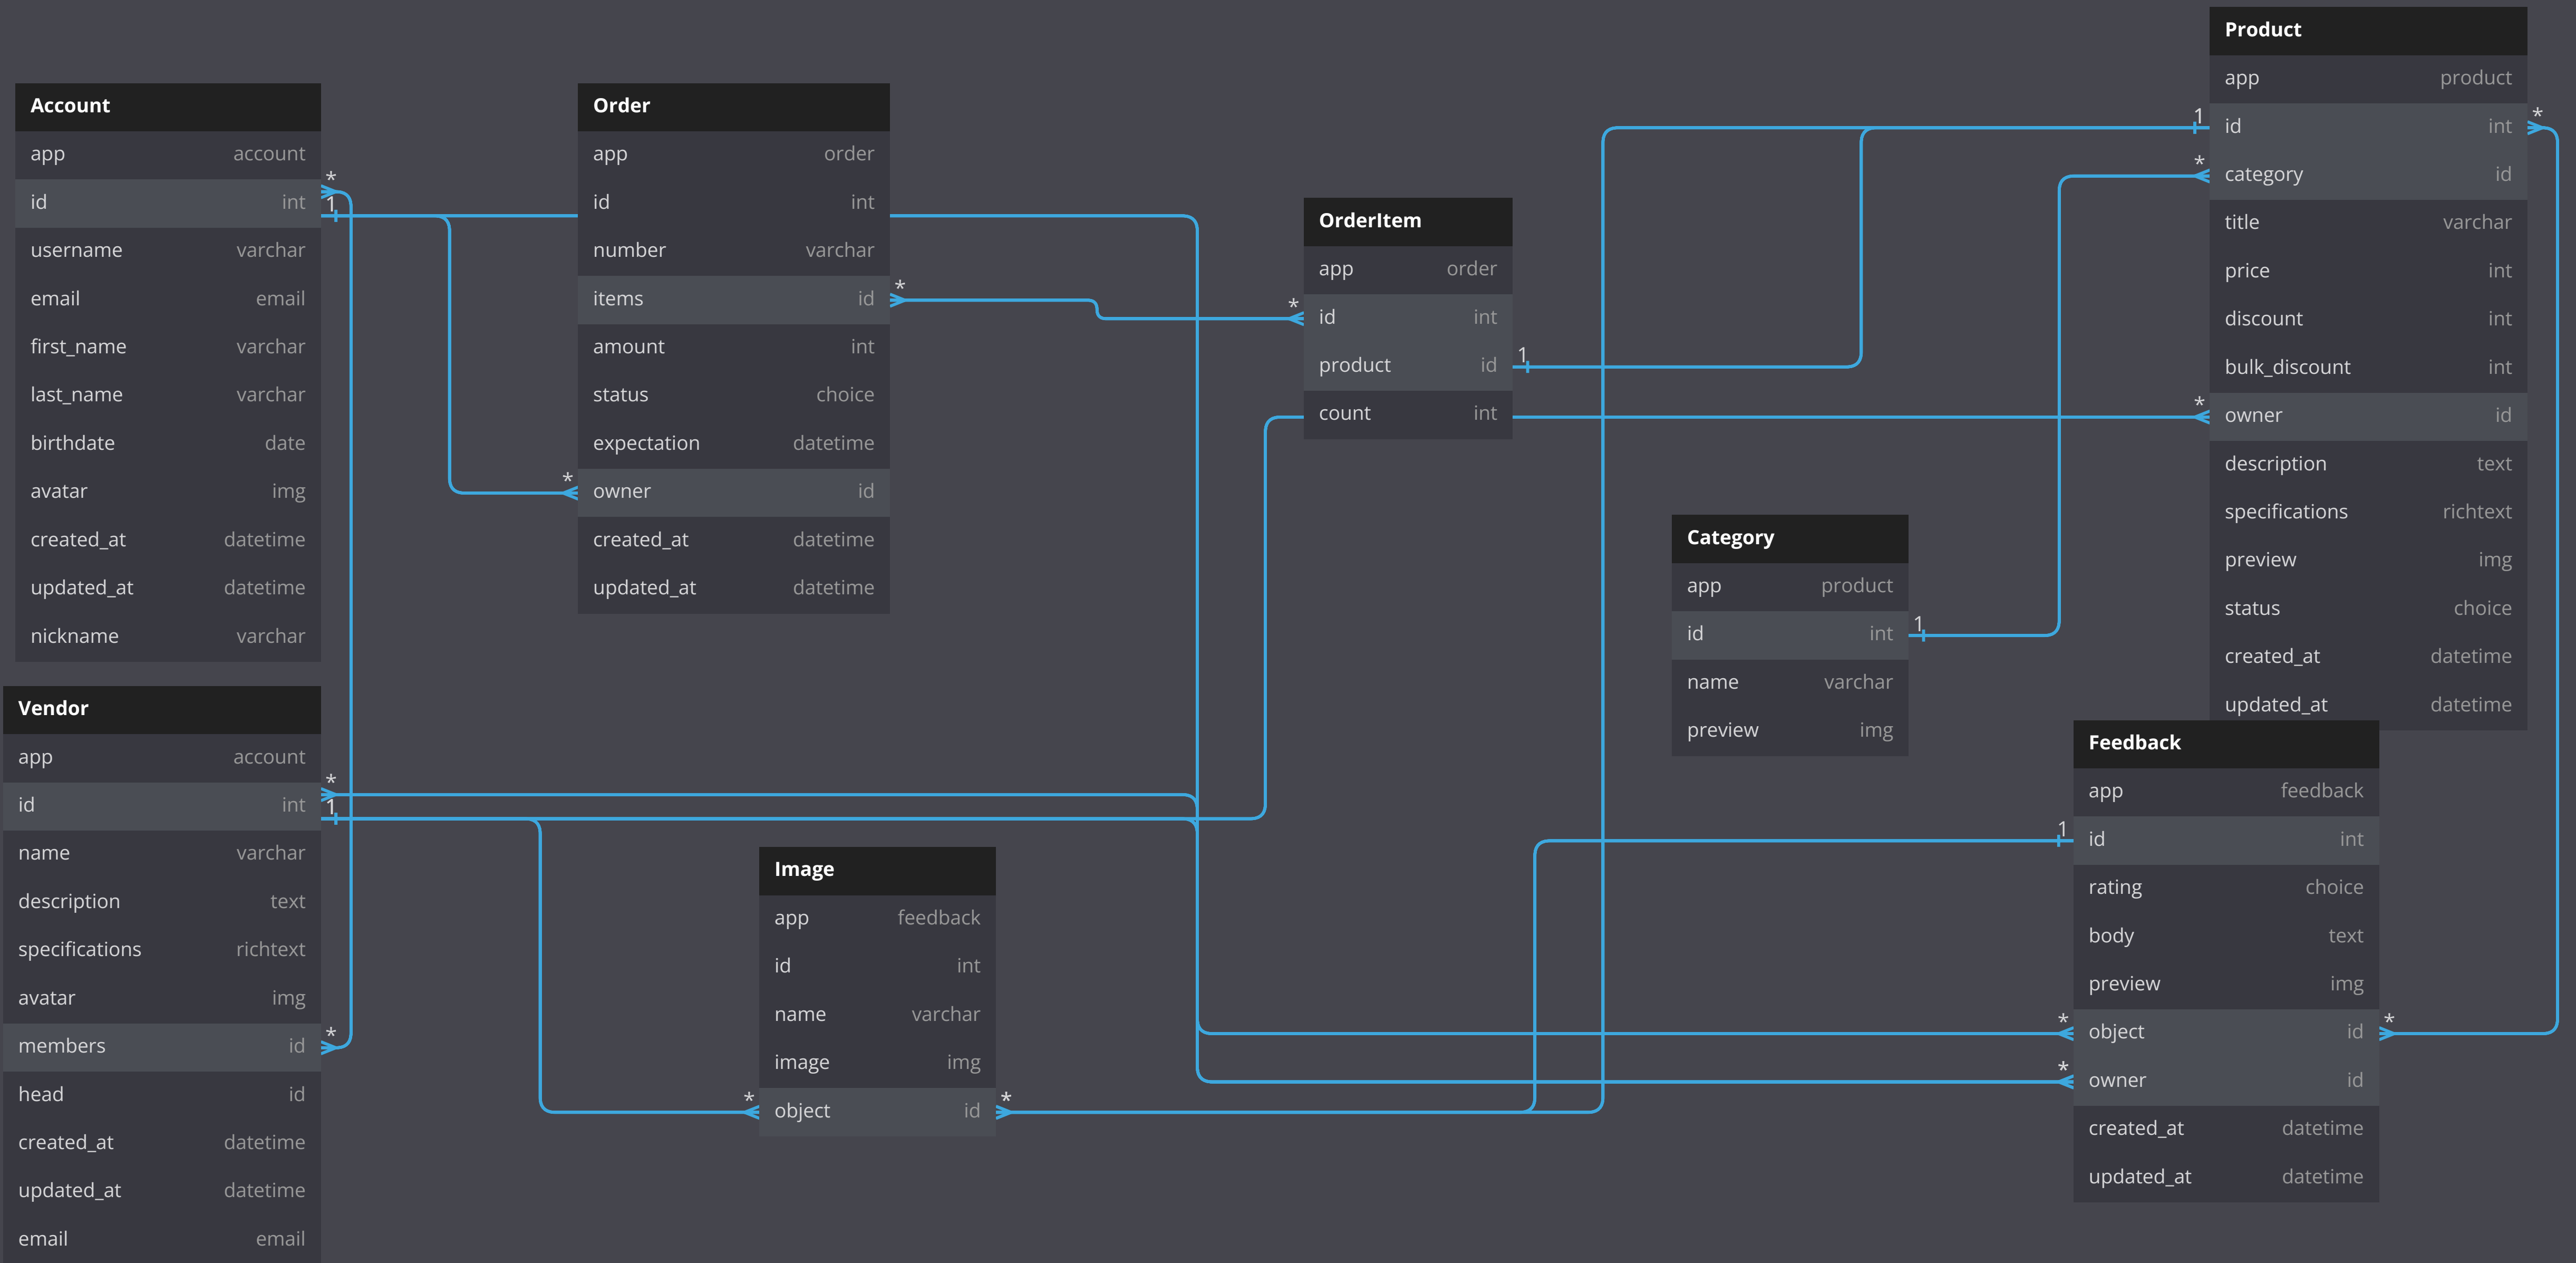 Account
app account
id int
username varchar
email email
first_name varchar
last_name varchar
birthdate date
avatar img
created_at datetime
updated_at datetime
nickname varchar
* 1
Vendor
app account
id int
name varchar
description text
specifications richtext
avatar img
members id
head id
created_at datetime
updated_at datetime
email email
* 1
*
Order
app order
id int
number varchar
items id
amount int
status choice
expectation datetime
owner id
created_at datetime
updated_at datetime
*
*
Image
app feedback
id int
name varchar
image img
object id
* *
OrderItem
app order
id int
product id
count int
*
1
Category
app product
id int
name varchar
preview img
1
Product
app product
id int
category id
title varchar
price int
discount int
bulk_discount int
owner id
description text
specifications richtext
preview img
status choice
created_at datetime
updated_at datetime
1 *
*
*
Feedback
app feedback
id int
rating choice
body text
preview img
object id
owner id
created_at datetime
updated_at datetime
1
* *
*